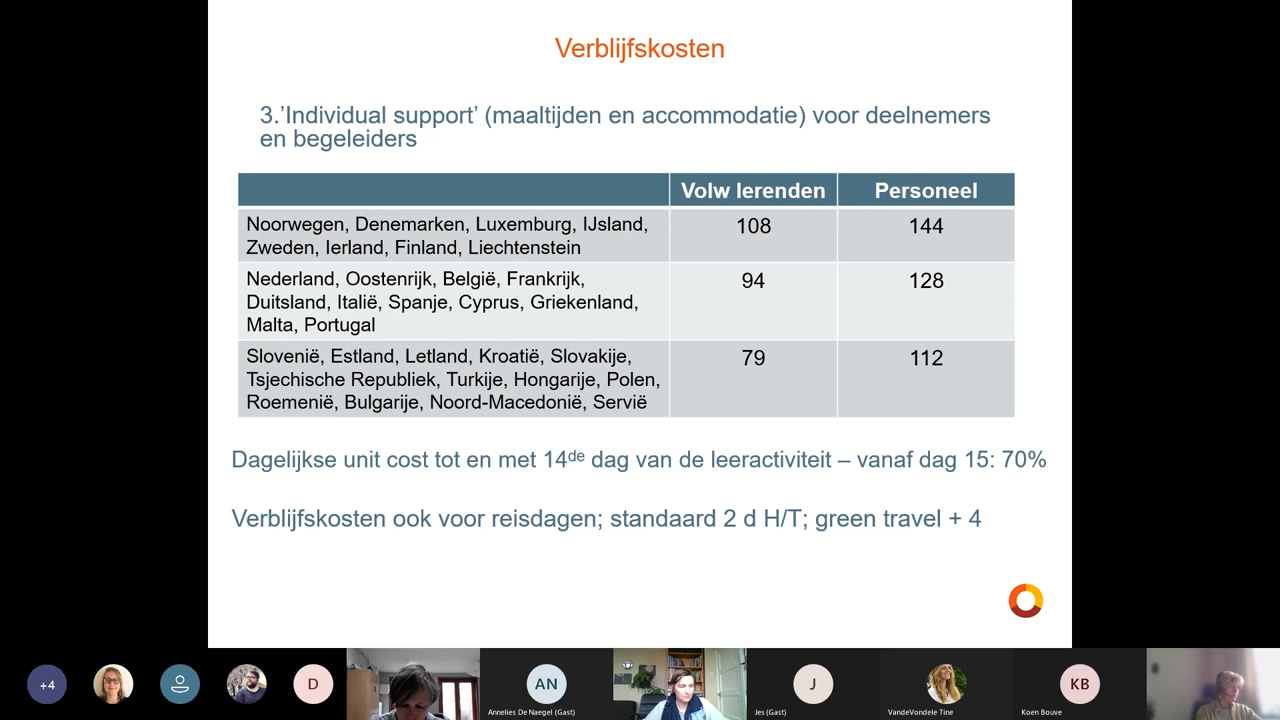 Verblijfskosten
3.’Individual support’ (maaltijden en accommodatie) voor deelnemers
en begeleiders
Volw lerenden Personeel
Noorwegen, Denemarken, Luxemburg, IJsland,
Zweden, Ierland, Finland, Liechtenstein
108 144
Nederland, Oostenrijk, België, Frankrijk,
Duitsland, Italië, Spanje, Cyprus, Griekenland,
Malta, Portugal
94 128
Slovenië, Estland, Letland, Kroatië, Slovakije,
Tsjechische Republiek, Turkije, Hongarije, Polen,
Roemenië, Bulgarije, Noord-Macedonië, Servië
79 112
Dagelijkse unit cost tot en met 14de dag van de leeractiviteit – vanaf dag 15: 70%
Verblijfskosten ook voor reisdagen; standaard 2 d H/T; green travel + 4
+4
D
AN
Annelies De Naegel (Gast)
J
Jes (Gast)
VandeVondele Tine
KB
Koen Bouve